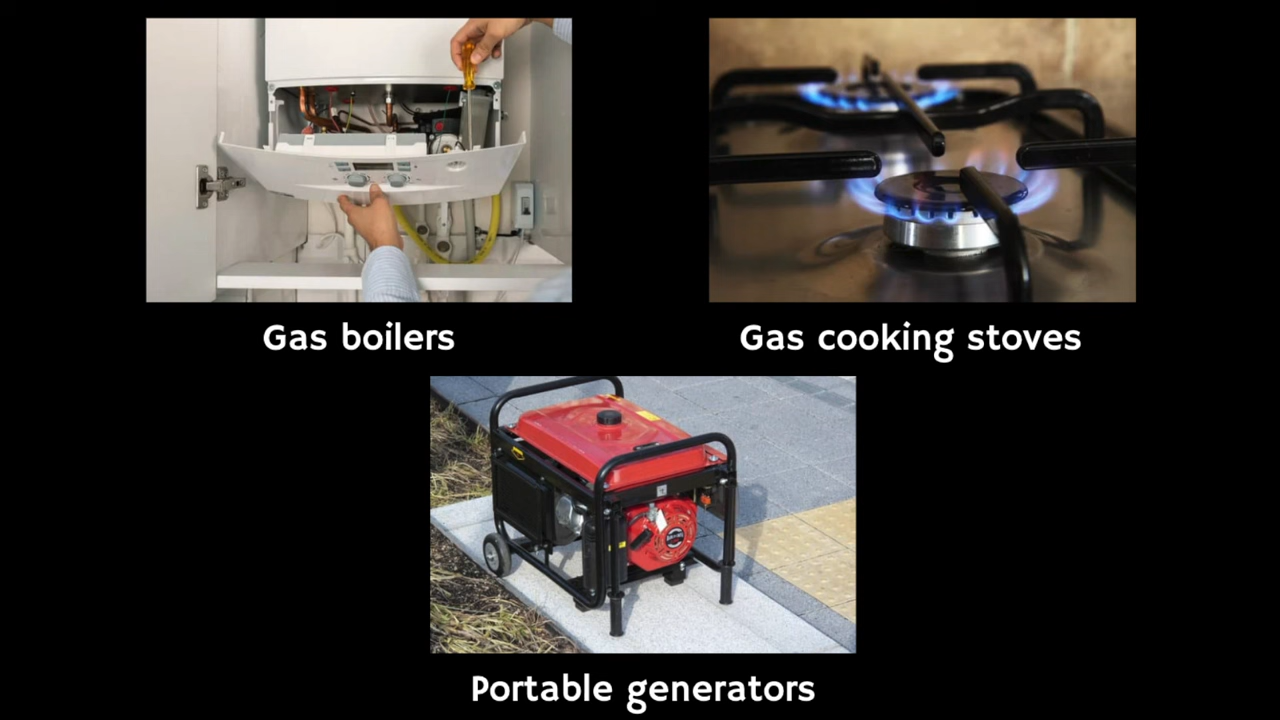 Gas boilers
Gas cooking stoves
Portable generators